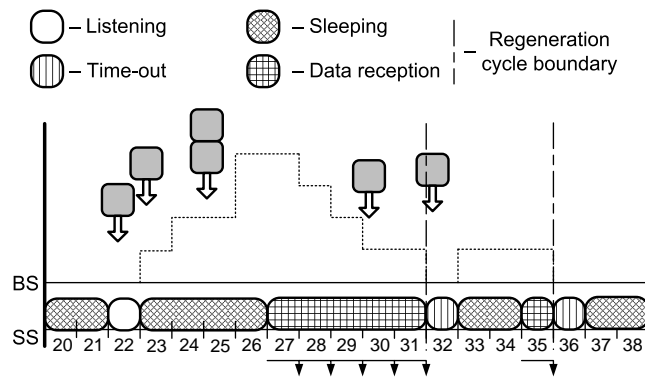 – Listening
– Sleeping
– Regeneration
cycle boundary
– Time-out
– Data reception
BS
SS
20 21 22 23 24 25 26 27 28 29 30 31 32 33 34 35 36 37 38